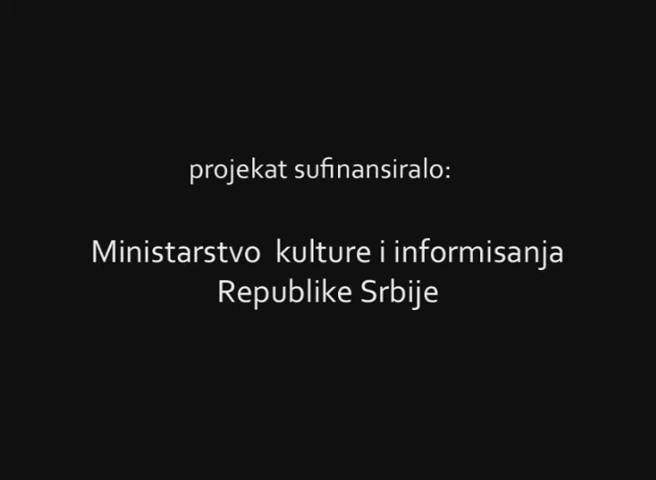 projekat sufinansiralo:
Ministarstvo kulture i informisanja
Republike Srbije